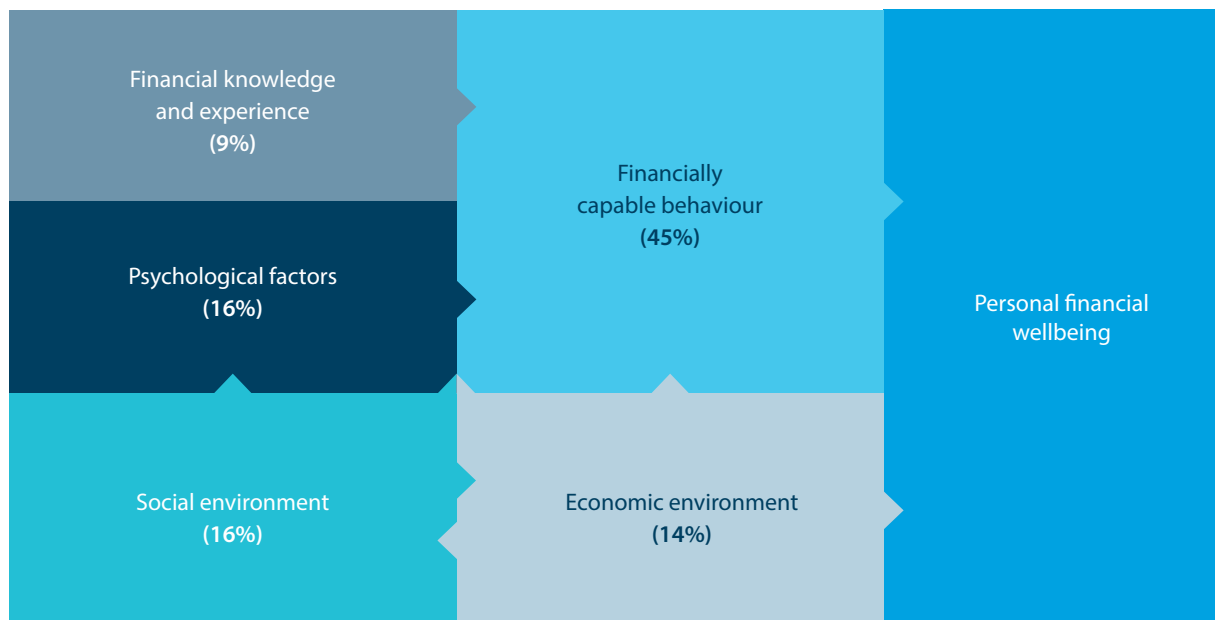 Financial knowledge
and experience
(9%)
Psychological factors
(16%)
Social environment
(16%)
Financially
capable behaviour
(45%)
Economic environment
(14%)
Personal financial
wellbeing